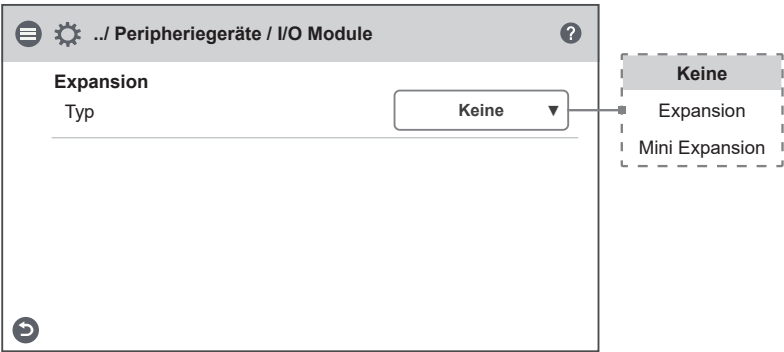 ../ Peripheriegeräte / I/O Module ?
Expansion
Typ Keine ▼
Keine
Expansion
Mini Expansion